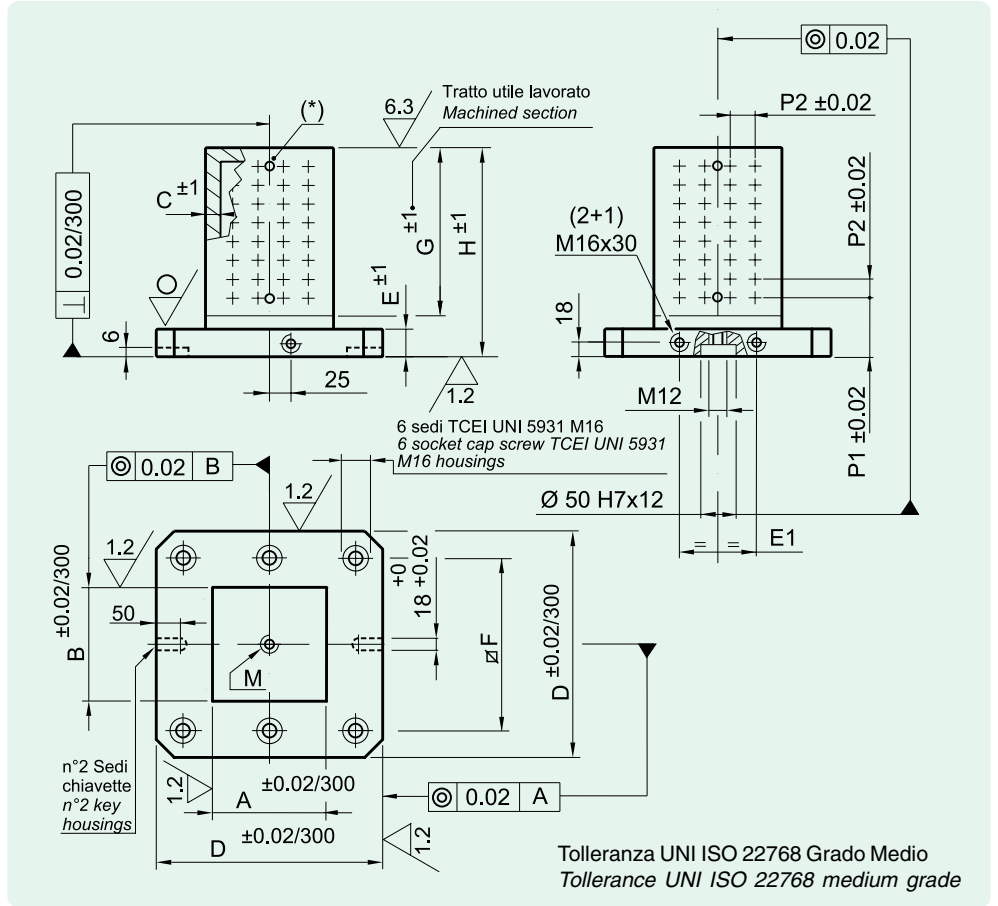 0.02
(*)
6.3
Tratto utile lavorato
Machined section
P2 ±0.02
0.02/300
C ±1
G ±1
H ±1
E ±1
(2+1)
M16x30
P2 ±0.02
18
6
25
1.2
M12
P1 ±0.02
6 sedi TCEI UNI 5931 M16
6 socket cap screw TCEI UNI 5931
M16 housings
0.02 B
1.2
Ø 50 H7x12
= =
E1
1.2
B ±0.02/300
50
M
18 +0.02
+0
ø F
D ±0.02/300
n°2 Sedi
chiavette
n°2 key
housings
1.2
A ±0.02/300
0.02 A
D ±0.02/300
1.2
Tolleranza UNI ISO 22768 Grado Medio
Tollerance UNI ISO 22768 medium grade